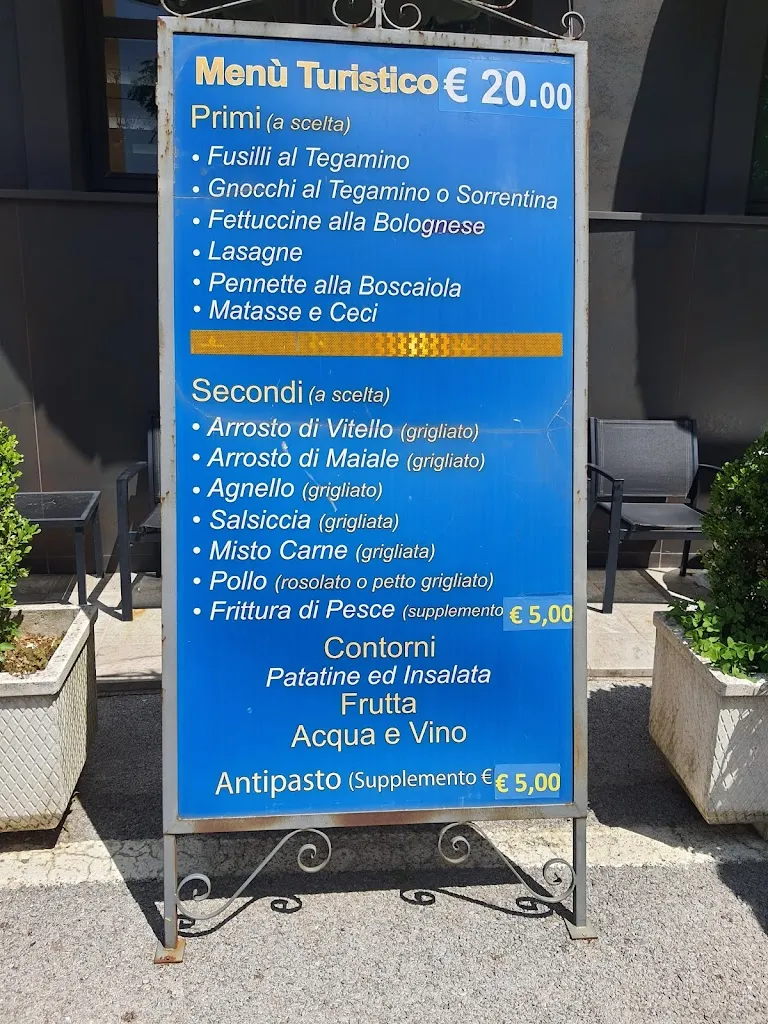 Menù Turistico € 20.00
Primi (a scelta)
• Fusilli al Tegamino
• Gnocchi al Tegamino o Sorrentina
• Fettuccine alla Bolognese
• Lasagne
• Pennette alla Boscaiola
• Matasse e Ceci
Secondi (a scelta)
• Arrosto di Vitello (grigliato)
• Arrosto di Maiale (grigliato)
• Agnello (grigliato)
• Salsiccia (grigliata)
• Misto Carne (grigliata)
• Pollo (rosolato o petto grigliato)
• Frittura di Pesce (supplemento € 5,00
Contorni
Patatine ed Insalata
Frutta
Acqua e Vino
Antipasto (Supplemento € € 5,00